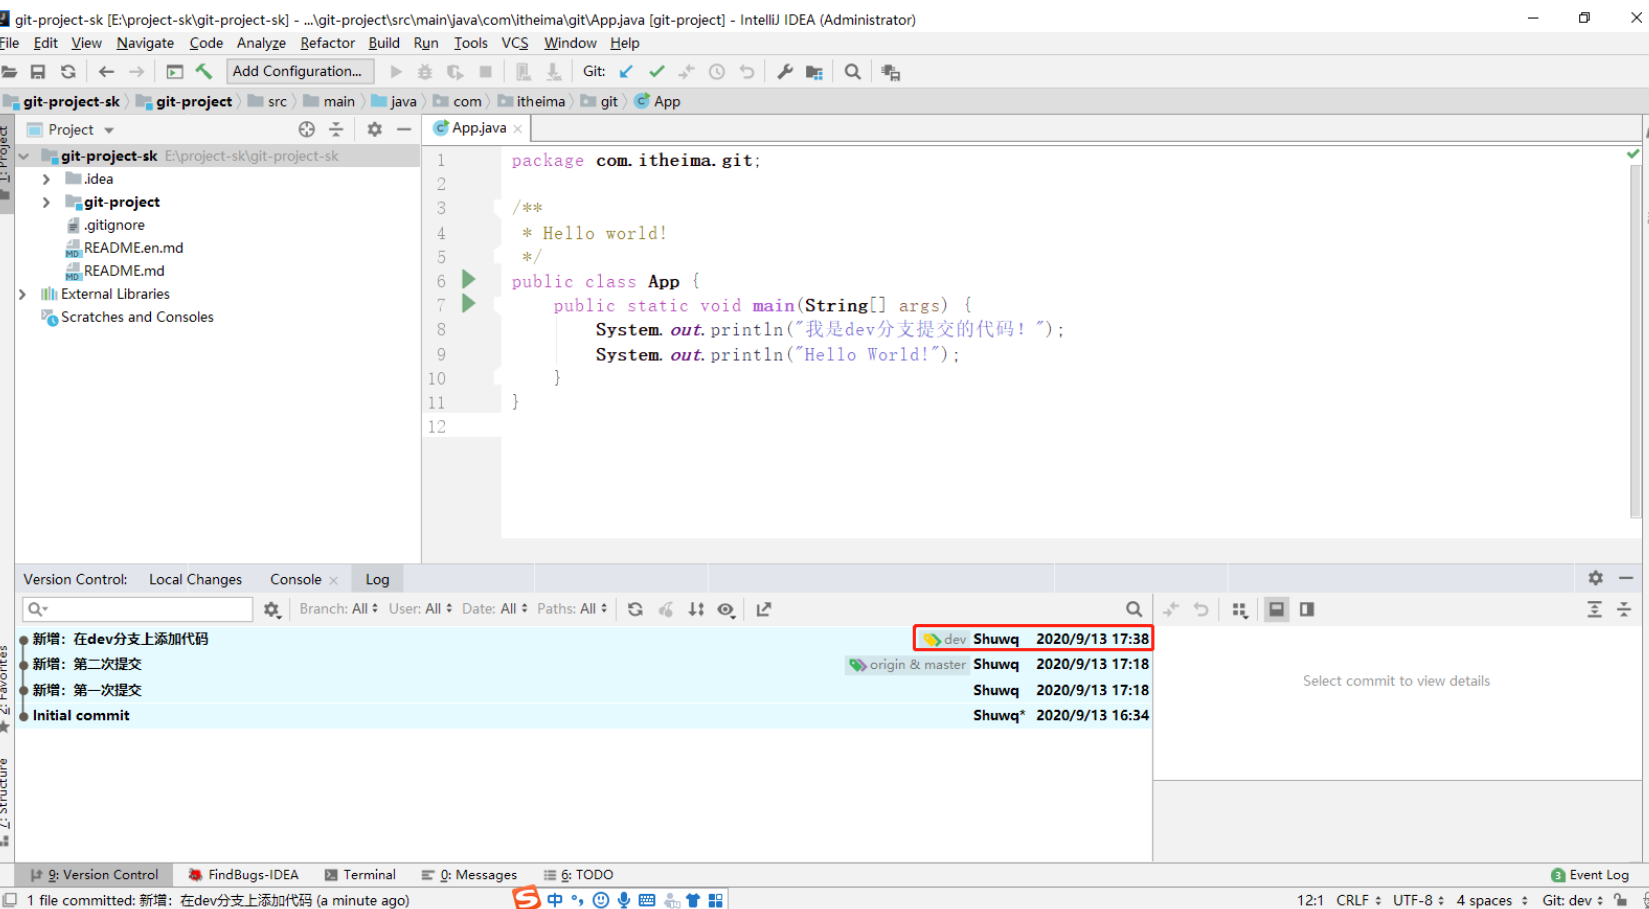 git-project-sk [E:\project-sk\git-project-sk] - ...\git-project\src\main\java\com\itheima\git\App.java [git-project] - IntelliJ IDEA (Administrator)
File Edit View Navigate Code Analyze Refactor Build Run Tools VCS Window Help
Add Configuration... Git:
git-project-sk git-project src main java com itheima git App
1: Project
Project
App.java
git-project-sk E:\project-sk\git-project-sk
.idea
git-project
.gitignore
README.en.md
README.md
External Libraries
Scratches and Consoles
1 package com.itheima.git;
2
3 /**
4 * Hello world!
5 */
6 public class App {
7 public static void main(String[] args) {
8 System.out.println("我是dev分支提交的代码！");
9 System.out.println("Hello World!");
10 }
11 }
12
Version Control: Local Changes Console Log
Branch: All User: All Date: All Paths: All
新增：在dev分支上添加代码 dev Shuwq 2020/9/13 17:38
新增：第二次提交 origin & master Shuwq 2020/9/13 17:18
新增：第一次提交 Shuwq 2020/9/13 17:18
Initial commit Shuwq* 2020/9/13 16:34
Select commit to view details
2: Favorites
7: Structure
9: Version Control FindBugs-IDEA Terminal 0: Messages 6: TODO 3 Event Log
1 file committed: 新增：在dev分支上添加代码 (a minute ago) 中 12:1 CRLF UTF-8 4 spaces Git: dev